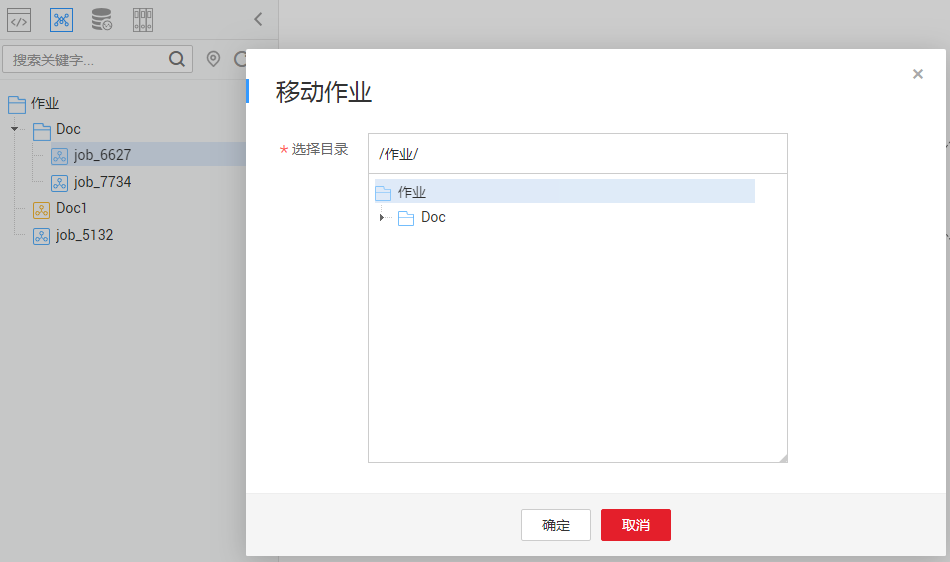 搜索关键字...
作业
Doc
job_6627
job_7734
Doc1
job_5132
移动作业
×
* 选择目录
/作业/
作业
Doc
确定
取消